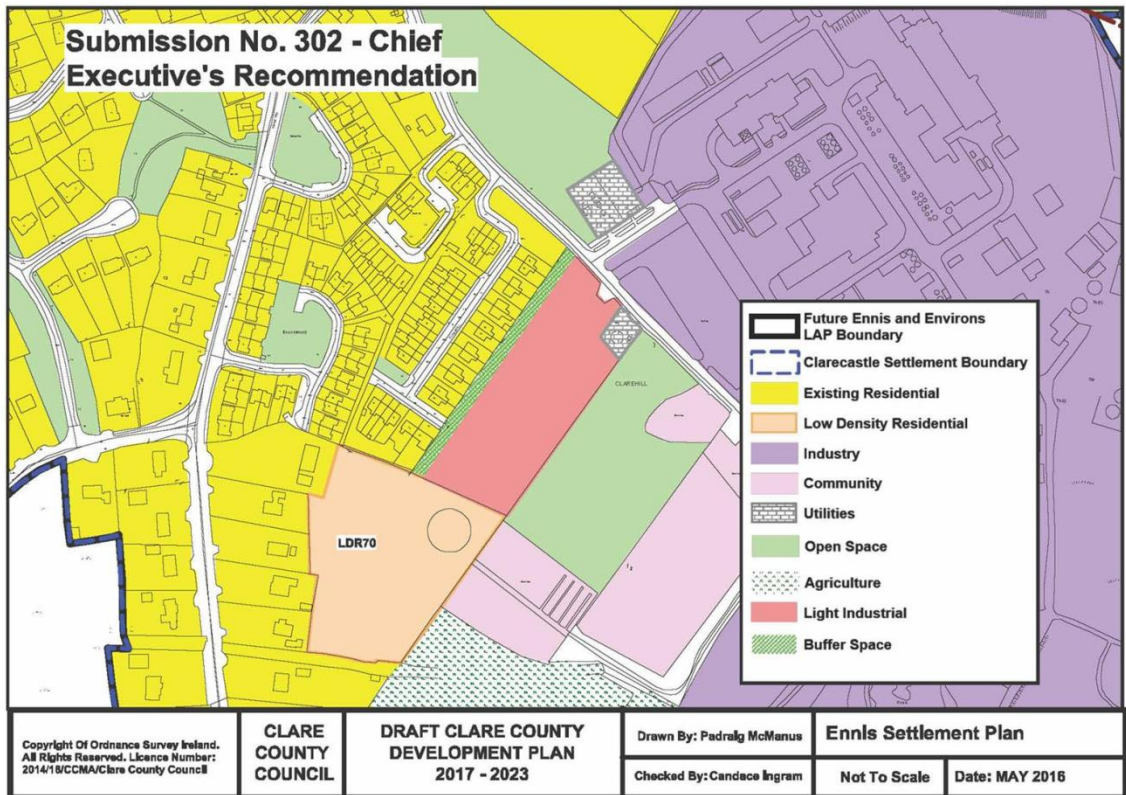 Submission No. 302 - Chief
Executive's Recommendation
CLAREHILL
LDR70
Future Ennis and Environs
LAP Boundary
Clarecastle Settlement Boundary
Existing Residential
Low Density Residential
Industry
Community
Utilities
Open Space
Agriculture
Light Industrial
Buffer Space
Copyright Of Ordnance Survey Ireland.
All Rights Reserved. Licence Number:
2014/16/CCMA/Clare County Council
CLARE
COUNTY
COUNCIL
DRAFT CLARE COUNTY
DEVELOPMENT PLAN
2017 - 2023
Drawn By: Padraig McManus
Checked By: Candace Ingram
Ennis Settlement Plan
Not To Scale
Date: MAY 2016